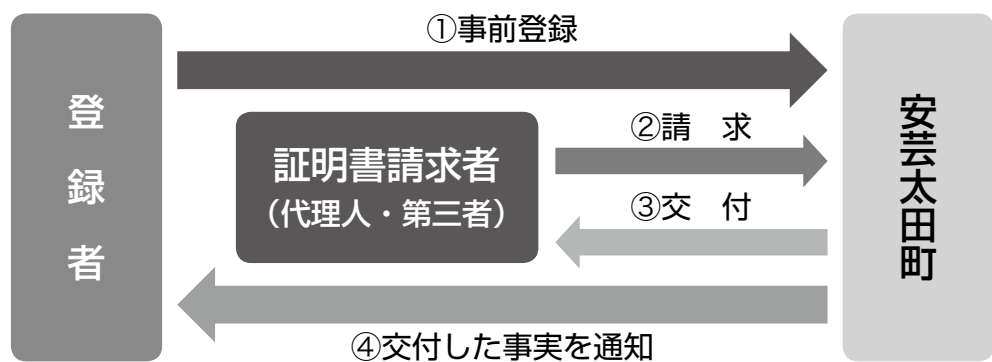 ①事前登録
登録者
証明書請求者
（代理人・第三者）
②請　求
③交　付
安芸太田町
④交付した事実を通知